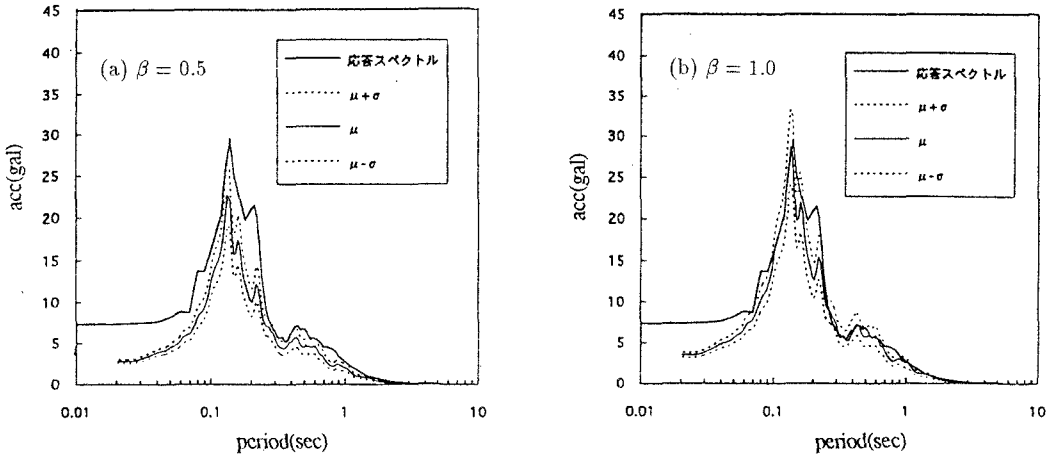 45
40
35
30
25
20
15
10
5
0
acc(gal)
(a) β = 0.5
応答スペクトル
μ+σ
μ
μ-σ
0.01
0.1
1
10
period(sec)
45
40
35
30
25
20
15
10
5
0
acc(gal)
(b) β = 1.0
応答スペクトル
μ+σ
μ
μ-σ
0.01
0.1
1
10
period(sec)